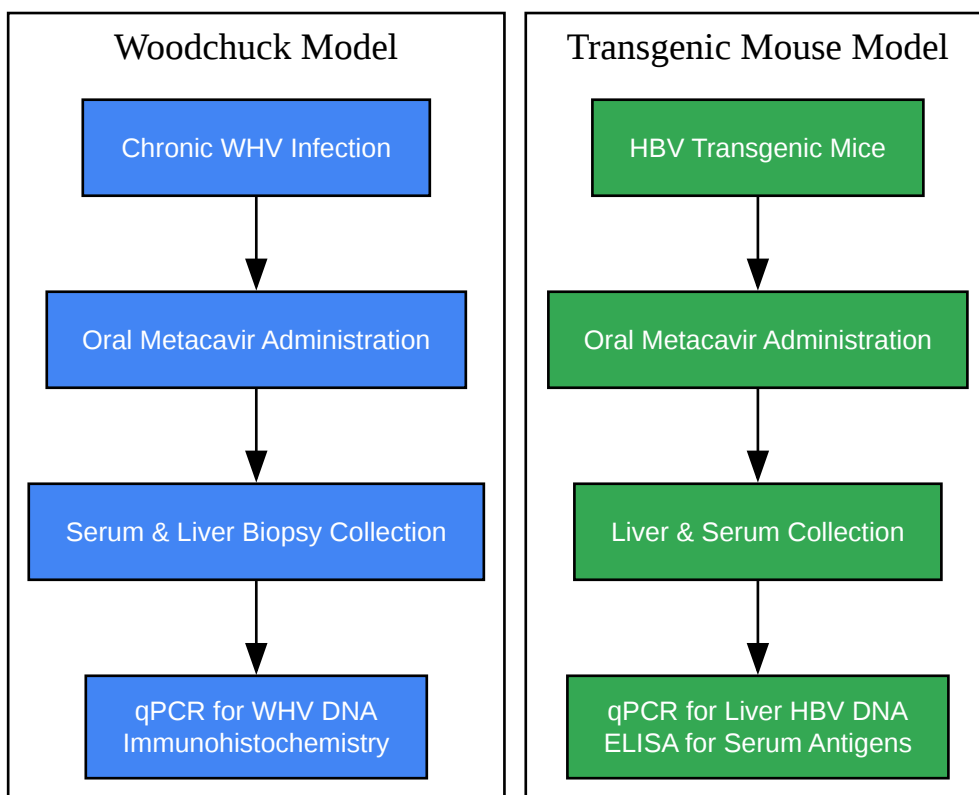 Woodchuck Model
Chronic WHV Infection
Oral Metacavir Administration
Serum & Liver Biopsy Collection
qPCR for WHV DNA
Immunohistochemistry
Transgenic Mouse Model
HBV Transgenic Mice
Oral Metacavir Administration
Liver & Serum Collection
qPCR for Liver HBV DNA
ELISA for Serum Antigens